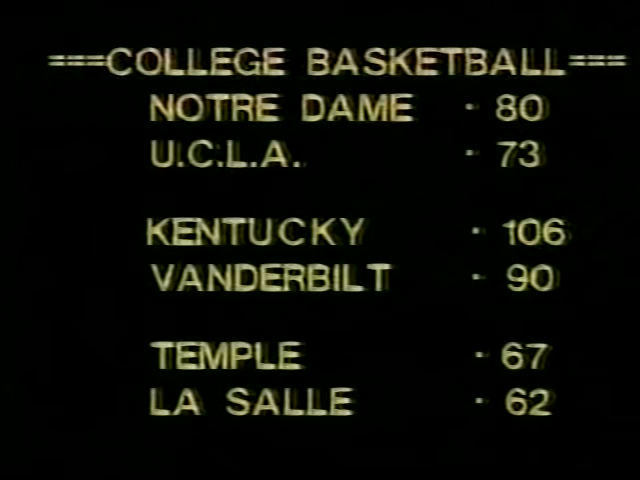 ===COLLEGE BASKETBALL===
NOTRE DAME - 80
U.C.L.A. - 73
KENTUCKY - 106
VANDERBILT - 90
TEMPLE - 67
LA SALLE - 62